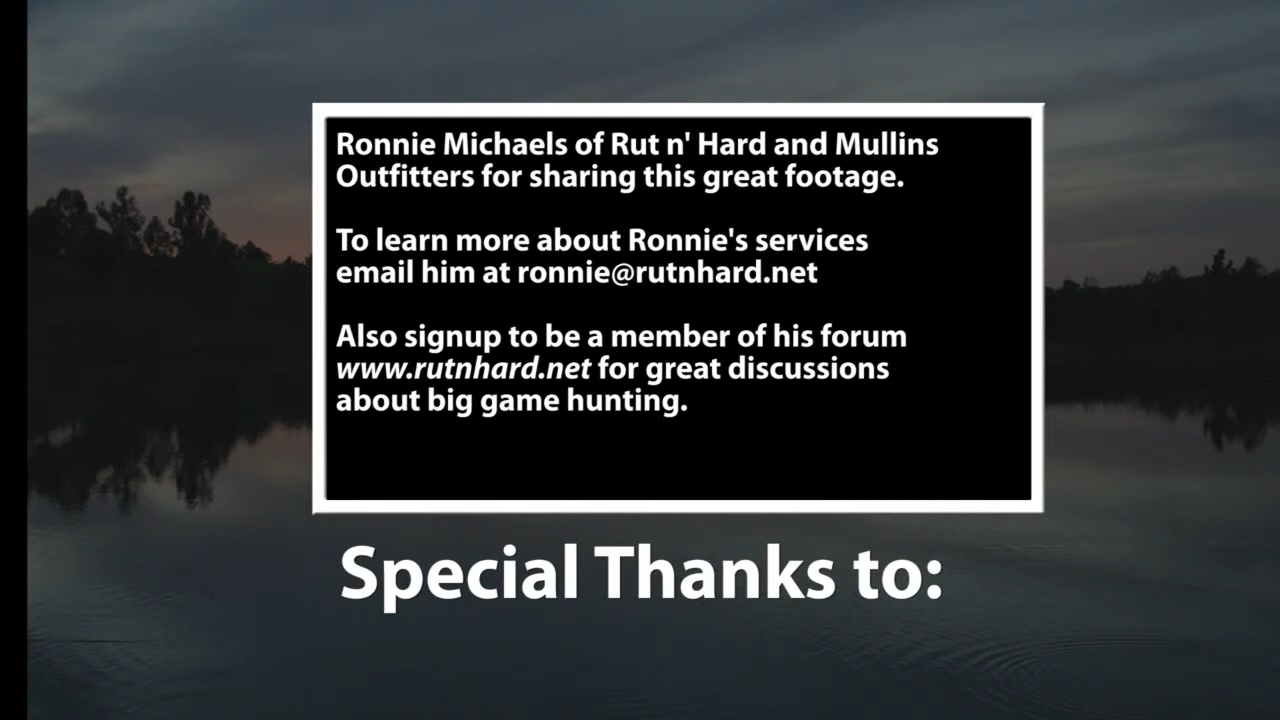 Ronnie Michaels of Rut n' Hard and Mullins
Outfitters for sharing this great footage.
To learn more about Ronnie's services
email him at ronnie@rutnhard.net
Also signup to be a member of his forum
www.rutnhard.net for great discussions
about big game hunting.
Special Thanks to: